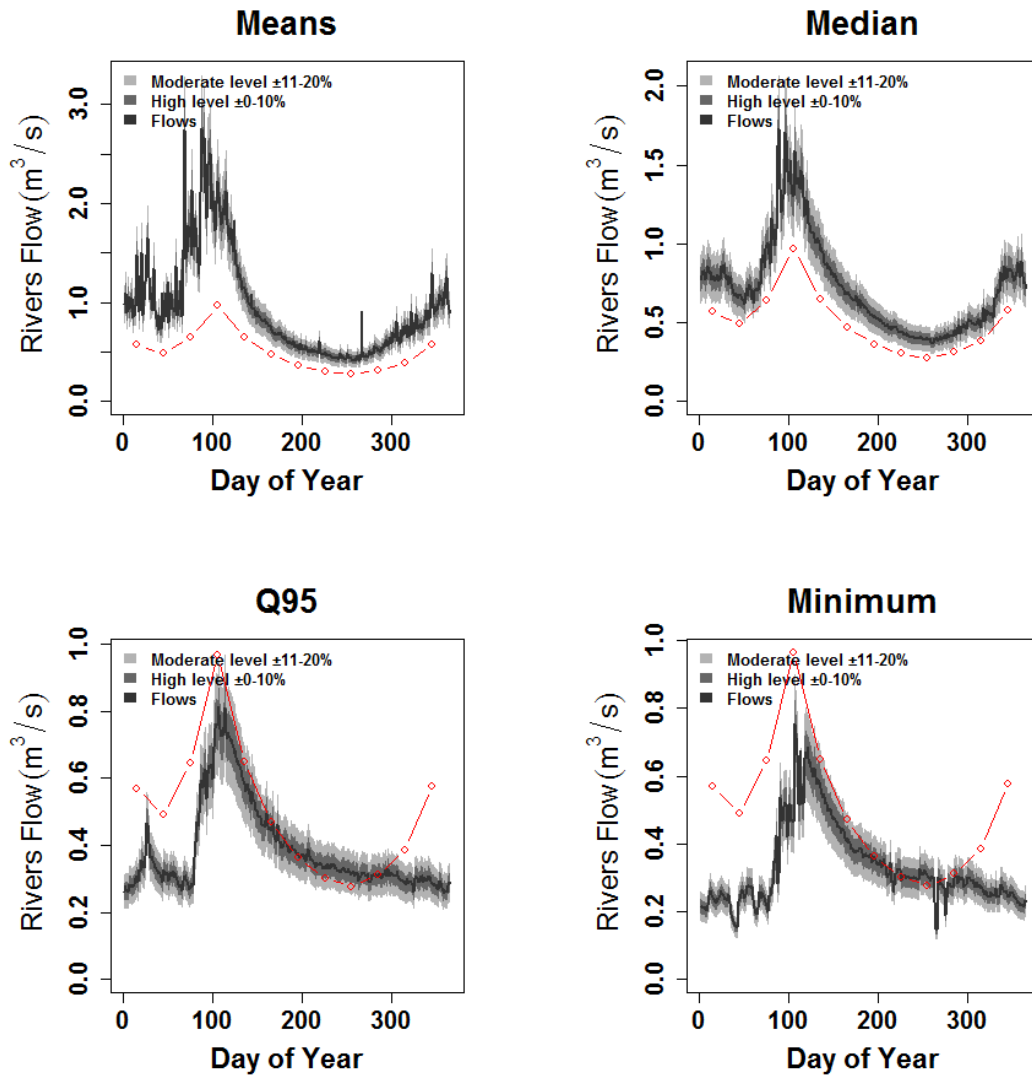 Means
Moderate level ±11-20%
High level ±0-10%
Flows
Rivers Flow (m³/s)
0.0 1.0 2.0 3.0
0 100 200 300
Day of Year
Median
Moderate level ±11-20%
High level ±0-10%
Flows
Rivers Flow (m³/s)
0.0 0.5 1.0 1.5 2.0
0 100 200 300
Day of Year
Q95
Moderate level ±11-20%
High level ±0-10%
Flows
Rivers Flow (m³/s)
0.0 0.2 0.4 0.6 0.8 1.0
0 100 200 300
Day of Year
Minimum
Moderate level ±11-20%
High level ±0-10%
Flows
Rivers Flow (m³/s)
0.0 0.2 0.4 0.6 0.8 1.0
0 100 200 300
Day of Year